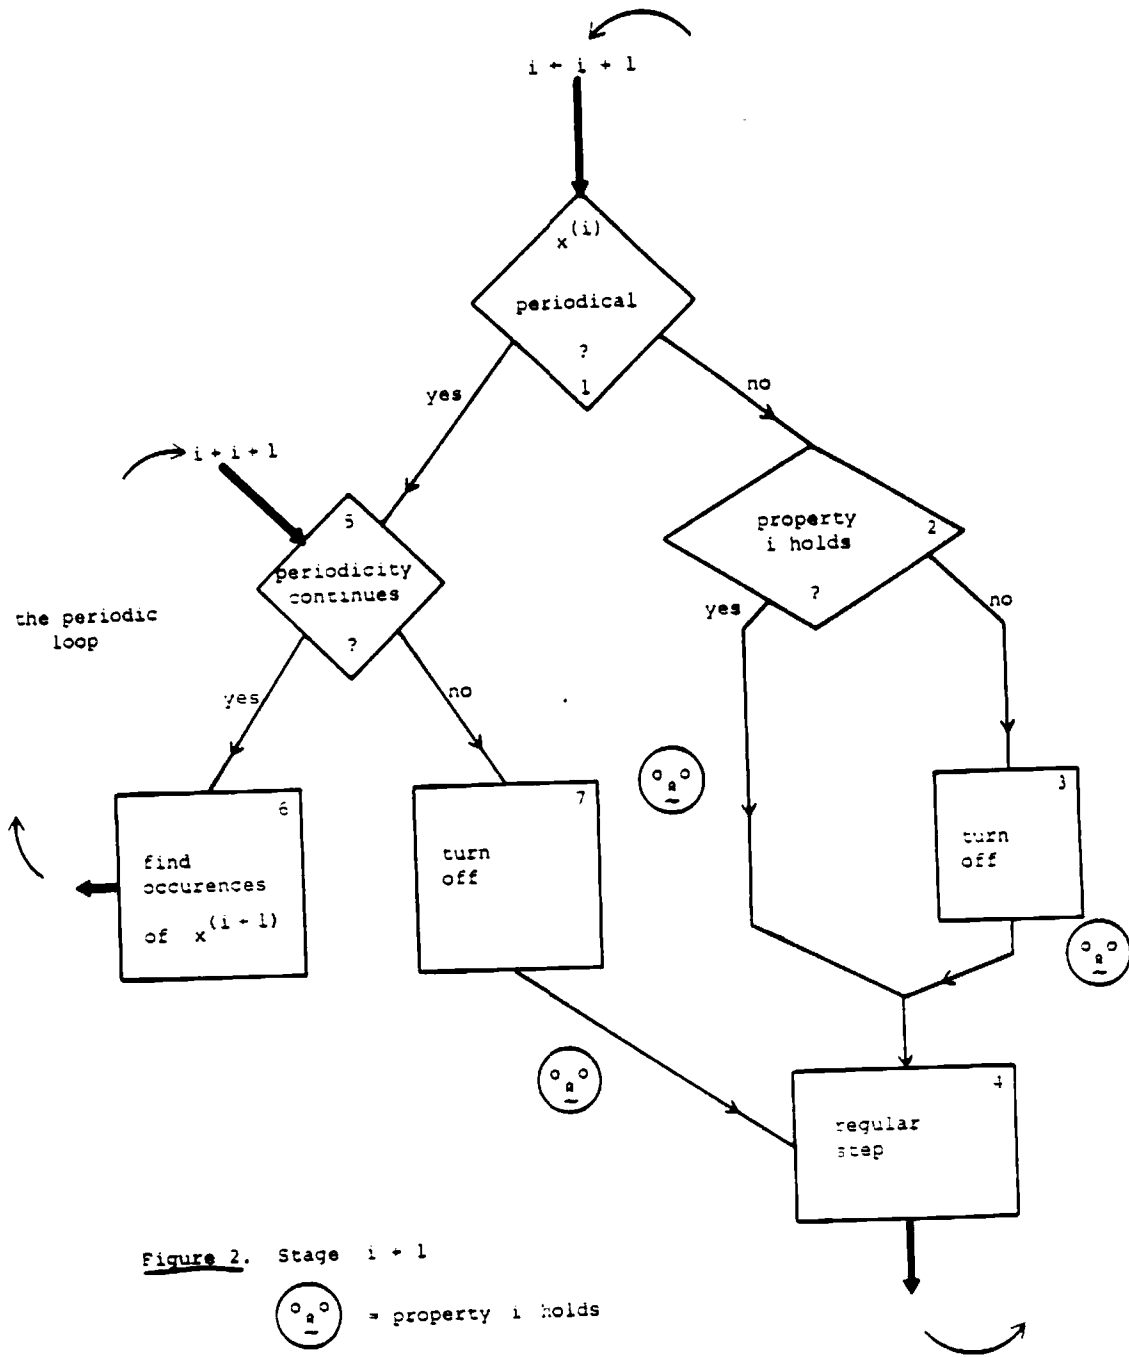 i ← i + 1
x^(i)
periodical
?
1
yes
no
i ← i + 1
5
periodicity
continues
?
property
i holds
2
?
yes
no
the periodic
loop
yes
no
6
find
occurences
of x^(i + 1)
7
turn
off
3
turn
off
4
regular
step
Figure 2. Stage i + 1
= property i holds